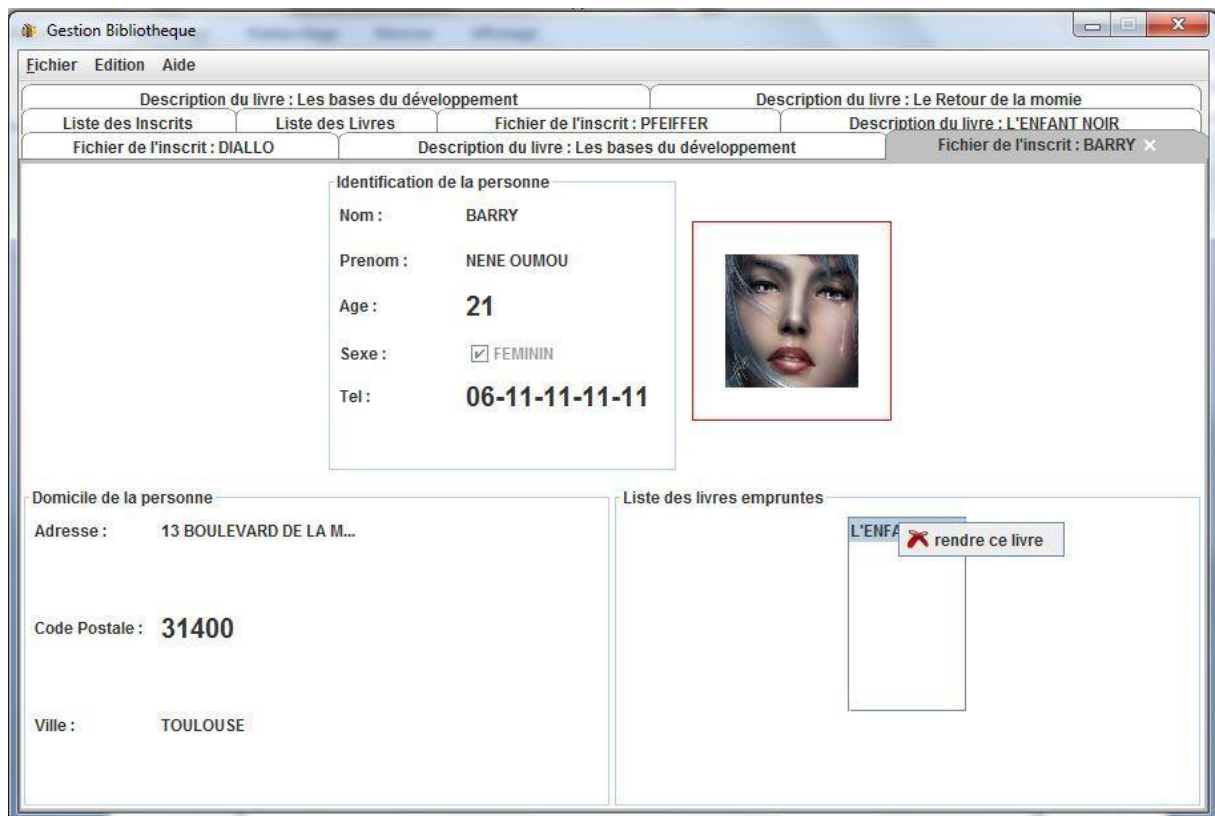 Gestion Bibliotheque
Fichier Edition Aide
Description du livre : Les bases du développement Description du livre : Le Retour de la momie
Liste des Inscrits Liste des Livres Fichier de l'inscrit : PFEIFFER Description du livre : L'ENFANT NOIR
Fichier de l'inscrit : DIALLO Description du livre : Les bases du développement Fichier de l'inscrit : BARRY
Identification de la personne
Nom : BARRY
Prenom : NENE OUMOU
Age : 21
Sexe : FEMININ
Tel : 06-11-11-11-11
Domicile de la personne
Adresse : 13 BOULEVARD DE LA M...
Code Postale : 31400
Ville : TOULOUSE
Liste des livres empruntes
L'ENFA
rendre ce livre